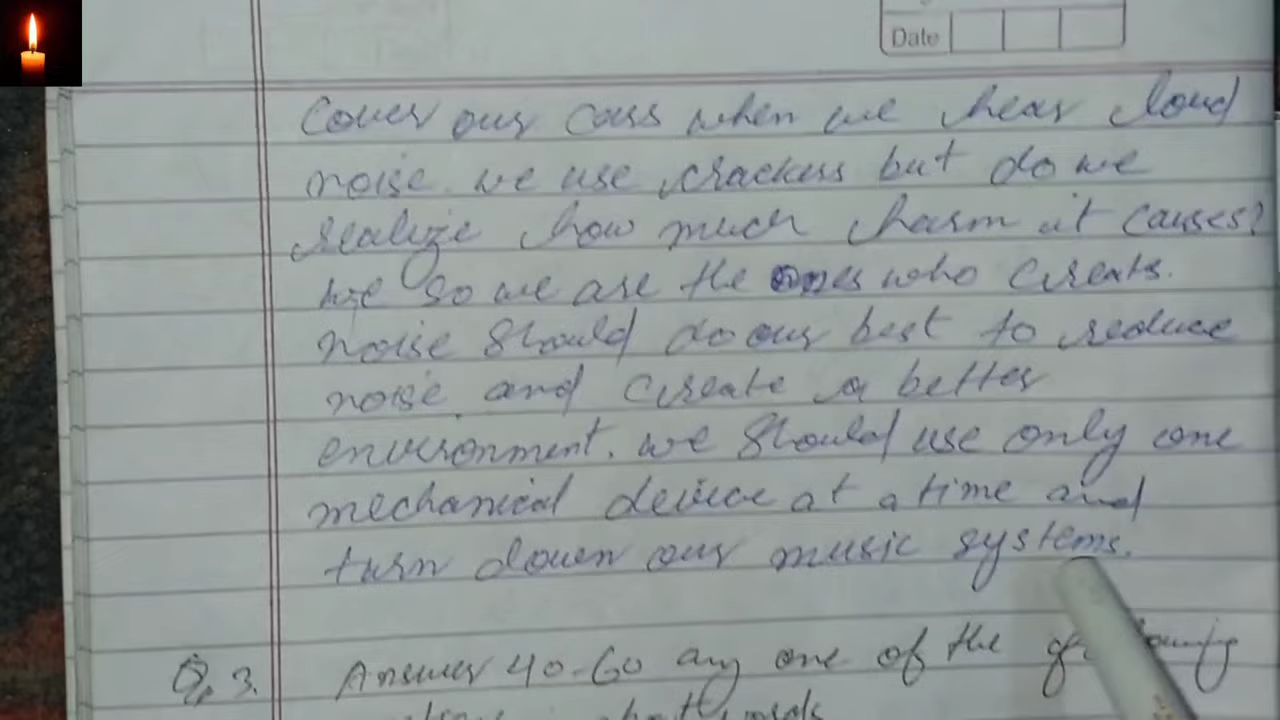 Date
Cover our ears when we hear loud
noise. we use crackers but do we
realize how much harm it causes?
So we are the ones who creats.
noise should do our best to reduce
noise and create a better
environment. we should use only one
mechanical device at a time and
turn down our music systems.
Q. 3. Answer 40-60 any one of the